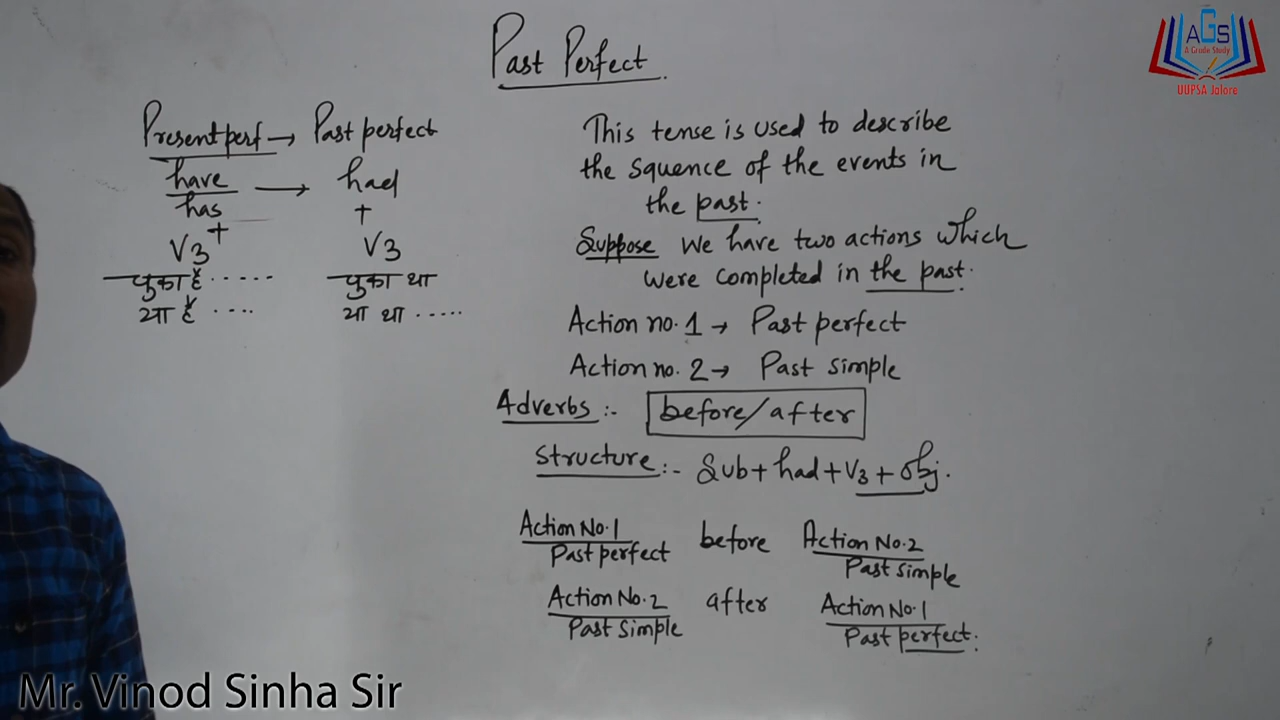 Past Perfect
Present perf → Past perfect
have → had
has +
+ V3
V3 चुका था
चुका है ...... या था .....
या है ....
This tense is used to describe
the squence of the events in
the past.
Suppose We have two actions which
were completed in the past.
Action no. 1 → Past perfect
Action no. 2 → Past simple
Adverbs :- before/after
Structure :- Sub + had + V3 + obj.
Action No.1 before Action No.2
Past perfect Past simple
Action No.2 after Action No.1
Past Simple Past perfect.
AGS
A Grade Study
UUPSA Jalore
Mr. Vinod Sinha Sir